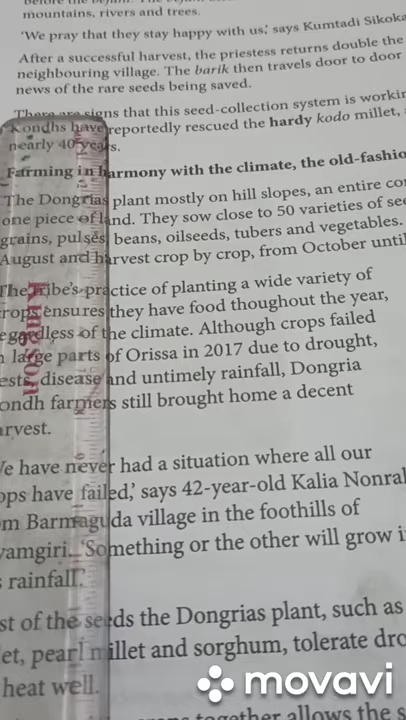 before the
mountains, rivers and trees.
'We pray that they stay happy with us,' says Kumtadi Sikoka
After a successful harvest, the priestess returns double the
neighbouring village. The barik then travels door to door
news of the rare seeds being saved.
There are signs that this seed-collection system is workin
Kondhs have reportedly rescued the hardy kodo millet,
nearly 40 years.
Farming in harmony with the climate, the old-fashio
The Dongrias plant mostly on hill slopes, an entire co
one piece of land. They sow close to 50 varieties of see
grains, pulses, beans, oilseeds, tubers and vegetables.
August and harvest crop by crop, from October until
The tribe's practice of planting a wide variety of
rops ensures they have food thoughout the year,
egardless of the climate. Although crops failed
n large parts of Orissa in 2017 due to drought,
ests, disease and untimely rainfall, Dongria
ondh farmers still brought home a decent
arvest.
Ve have never had a situation where all our
ops have failed,' says 42-year-old Kalia Nonral
m Barmaguda village in the foothills of
yamgiri. 'Something or the other will grow i
s rainfall.'
st of the seeds the Dongrias plant, such as
et, pearl millet and sorghum, tolerate dro
heat well.
together allows the s
movavi